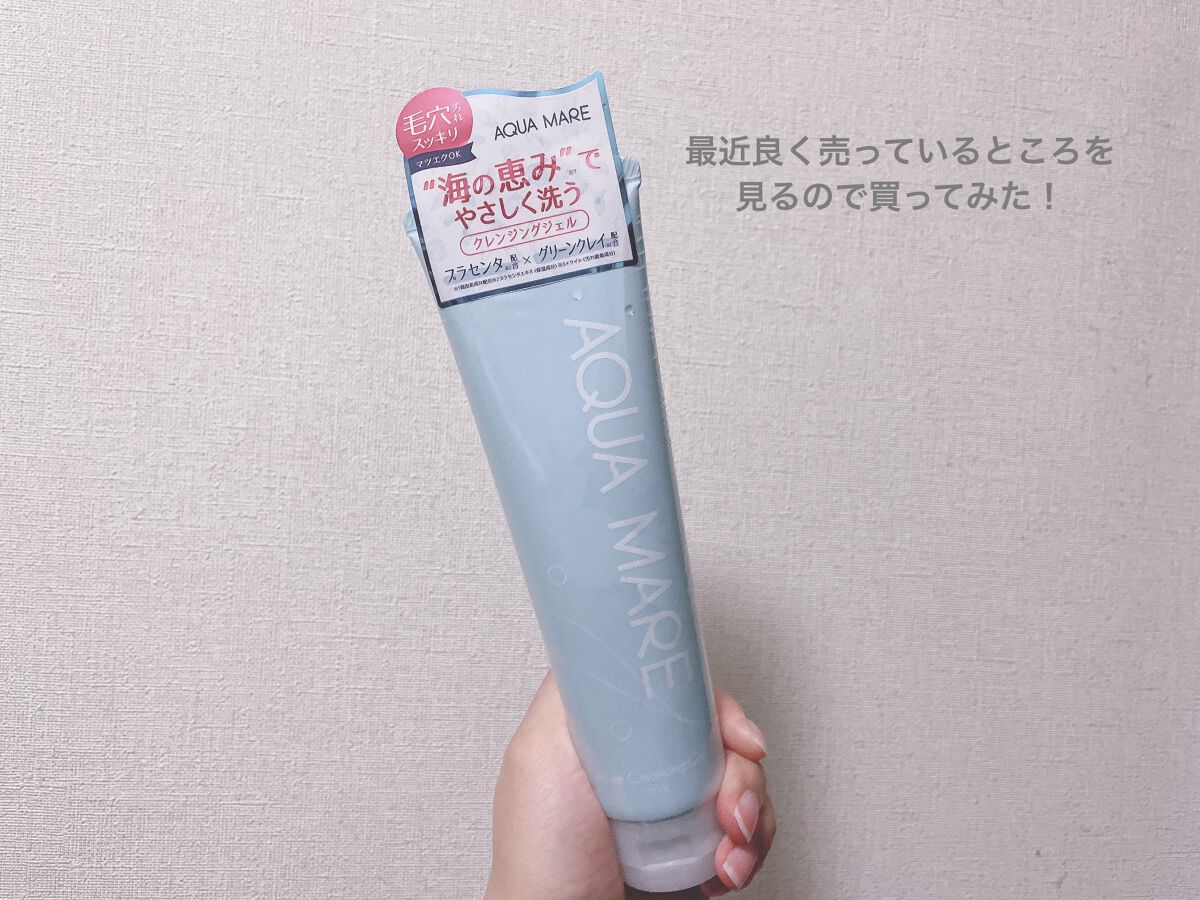 毛穴汚れ
スッキリ
マツエクOK
AQUA MARE
"海の恵み"で
やさしく洗う
クレンジングジェル
プラセンタ配合×グリーンクレイ配合
最近良く売っているところを
見るので買ってみた！
AQUA MARE
Cleansing